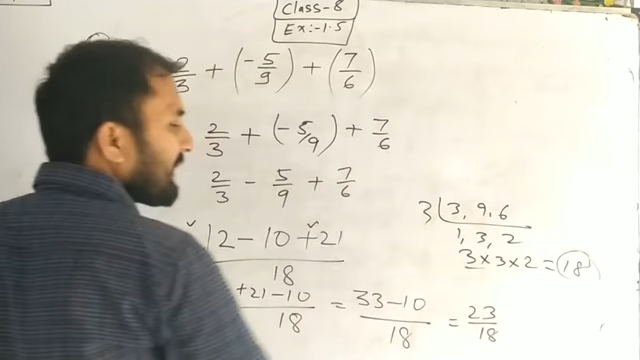 Class-8
Ex:-1.5
2/3 + (-5/9) + (7/6)
2/3 + (-5/9) + 7/6
2/3 - 5/9 + 7/6
3 3, 9, 6
1, 3, 2
3×3×2 = 18
12 - 10 + 21 / 18
+21-10 / 18 = 33-10 / 18 = 23/18